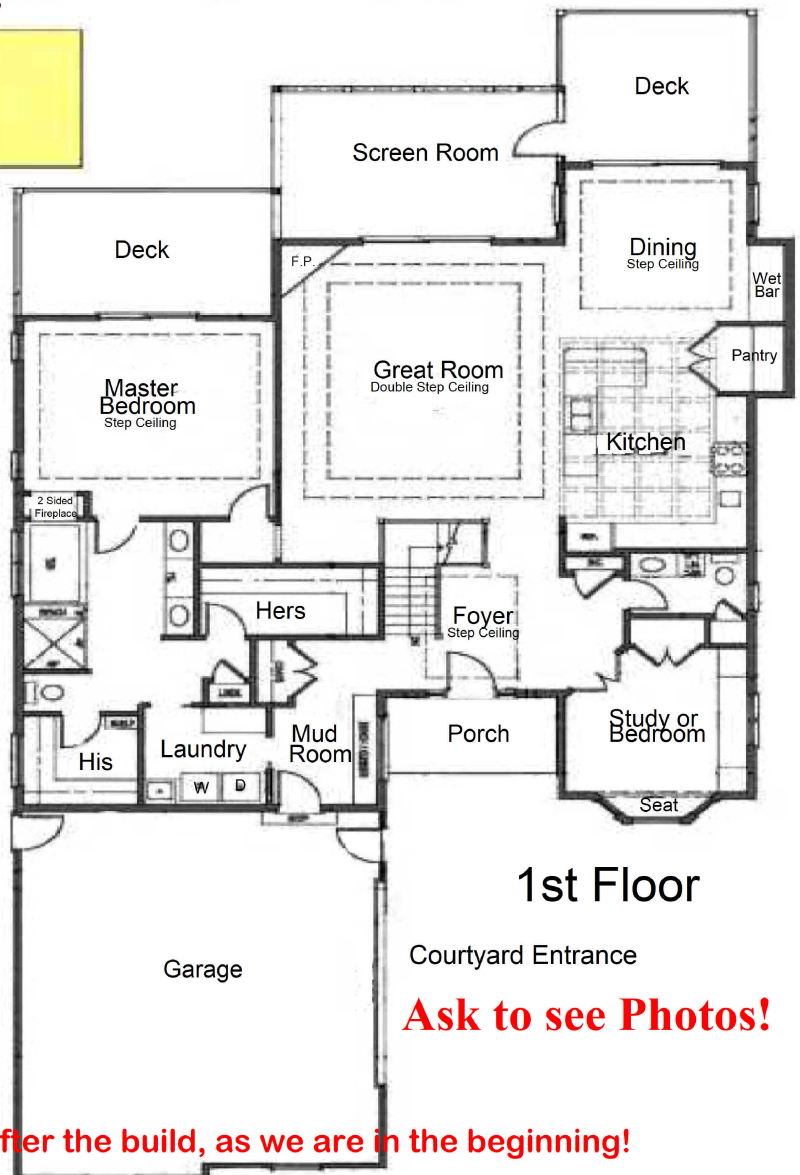 Deck
Screen Room
Deck
Dining
Step Ceiling
F.P.
Wet
Bar
Great Room
Double Step Ceiling
Pantry
Master
Bedroom
Step Ceiling
Kitchen
2 Sided
Fireplace
Hers
Foyer
Step Ceiling
Study or
Bedroom
Porch
Mud
Room
Laundry
His
W
D
Seat
1st Floor
Garage
Courtyard Entrance
Ask to see Photos!
fter the build, as we are in the beginning!